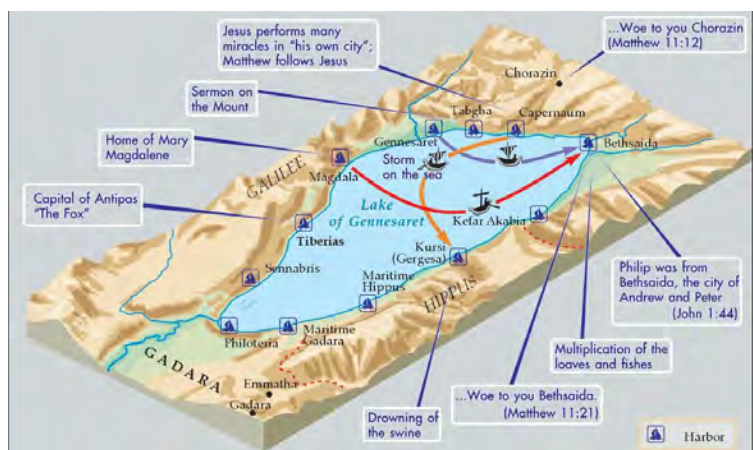 Jesus performs many
miracles in "his own city";
Matthew follows Jesus
...Woe to you Chorazin
(Matthew 11:12)
Chorazin
Sermon on
the Mount
Tabgha
Capernaum
Gennesaret
Bethsaida
Home of Mary
Magdalene
Storm
on the sea
GALILEE
Magdala
Capital of Antipas
"The Fox"
Lake
of Gennesaret
Kefar Akabia
Tiberias
Kursi
(Gergesa)
Sennabris
Maritime
Hippus
HIPPUS
Philip was from
Bethsaida, the city of
Andrew and Peter
(John 1:44)
Philoteria
Maritime
Gadara
Multiplication of the
loaves and fishes
GADARA
Emmatha
Gadara
...Woe to you Bethsaida.
(Matthew 11:21)
Drowning of
the swine
Harbor